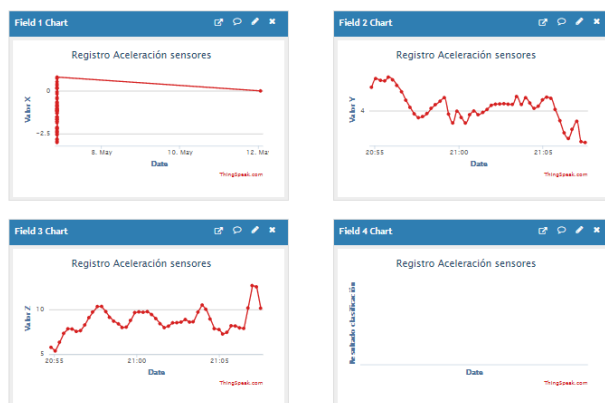 Field 1 Chart
Registro Aceleración sensores
Valor X
0
−2.5
8. May
10. May
12. May
Date
ThingSpeak.com
Field 2 Chart
Registro Aceleración sensores
Valor Y
4
20:55
21:00
21:05
Date
ThingSpeak.com
Field 3 Chart
Registro Aceleración sensores
Valor Z
10
5
20:55
21:00
21:05
Date
ThingSpeak.com
Field 4 Chart
Registro Aceleración sensores
Resultado clasificación
Date
ThingSpeak.com